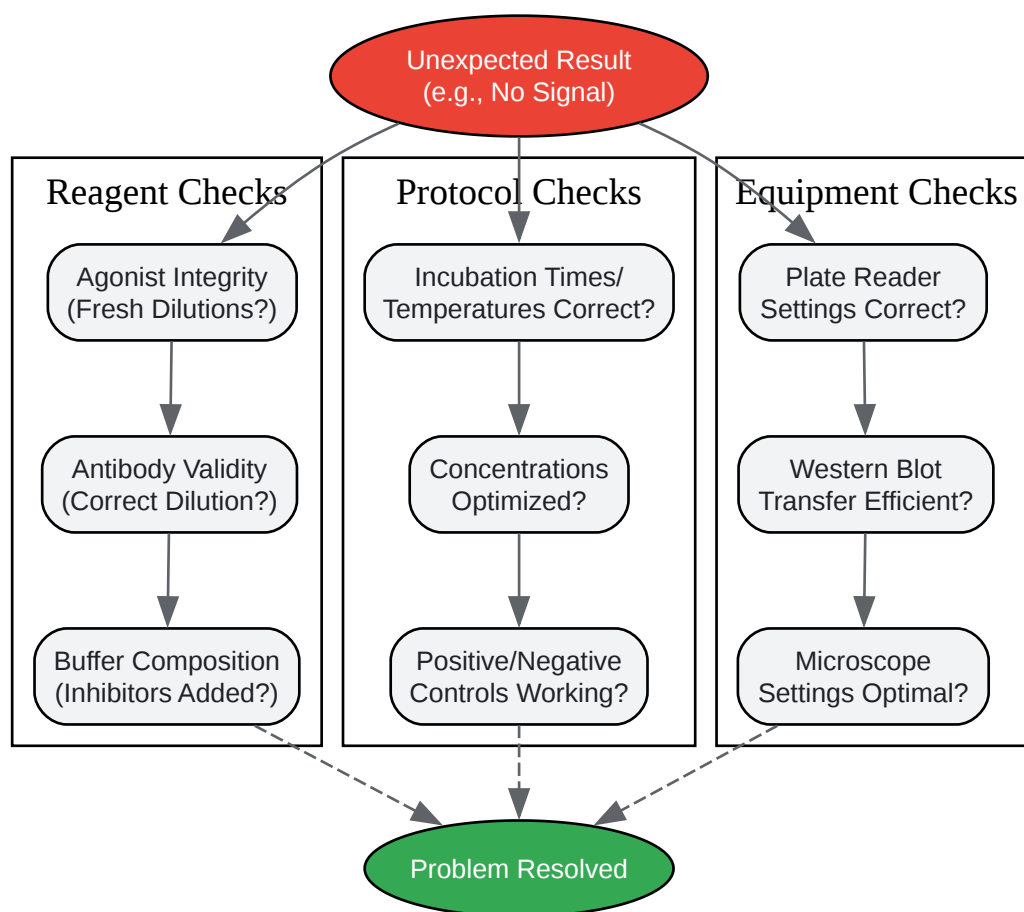 Unexpected Result
(e.g., No Signal)
Reagent Checks
Agonist Integrity
(Fresh Dilutions?)
Antibody Validity
(Correct Dilution?)
Buffer Composition
(Inhibitors Added?)
Protocol Checks
Incubation Times/
Temperatures Correct?
Concentrations
Optimized?
Positive/Negative
Controls Working?
Equipment Checks
Plate Reader
Settings Correct?
Western Blot
Transfer Efficient?
Microscope
Settings Optimal?
Problem Resolved